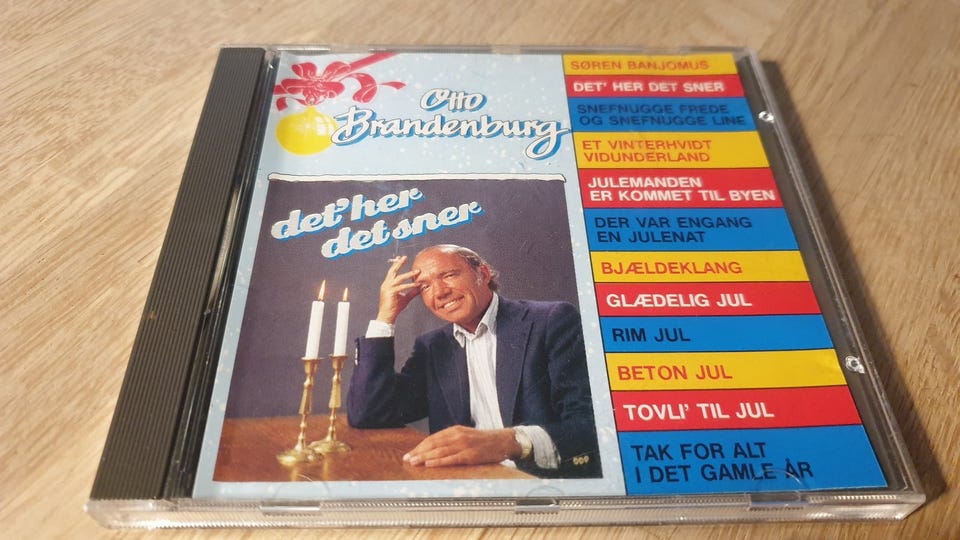 Otto
Brandenburg
det' her
det sner
SØREN BANJOMUS
DET' HER DET SNER
SNEFNUGGE FREDE
OG SNEFNUGGE LINE
ET VINTERHVIDT
VIDUNDERLAND
JULEMANDEN
ER KOMMET TIL BYEN
DER VAR ENGANG
EN JULENAT
BJÆLDEKLANG
GLÆDELIG JUL
RIM JUL
BETON JUL
TOVLI' TIL JUL
TAK FOR ALT
I DET GAMLE ÅR